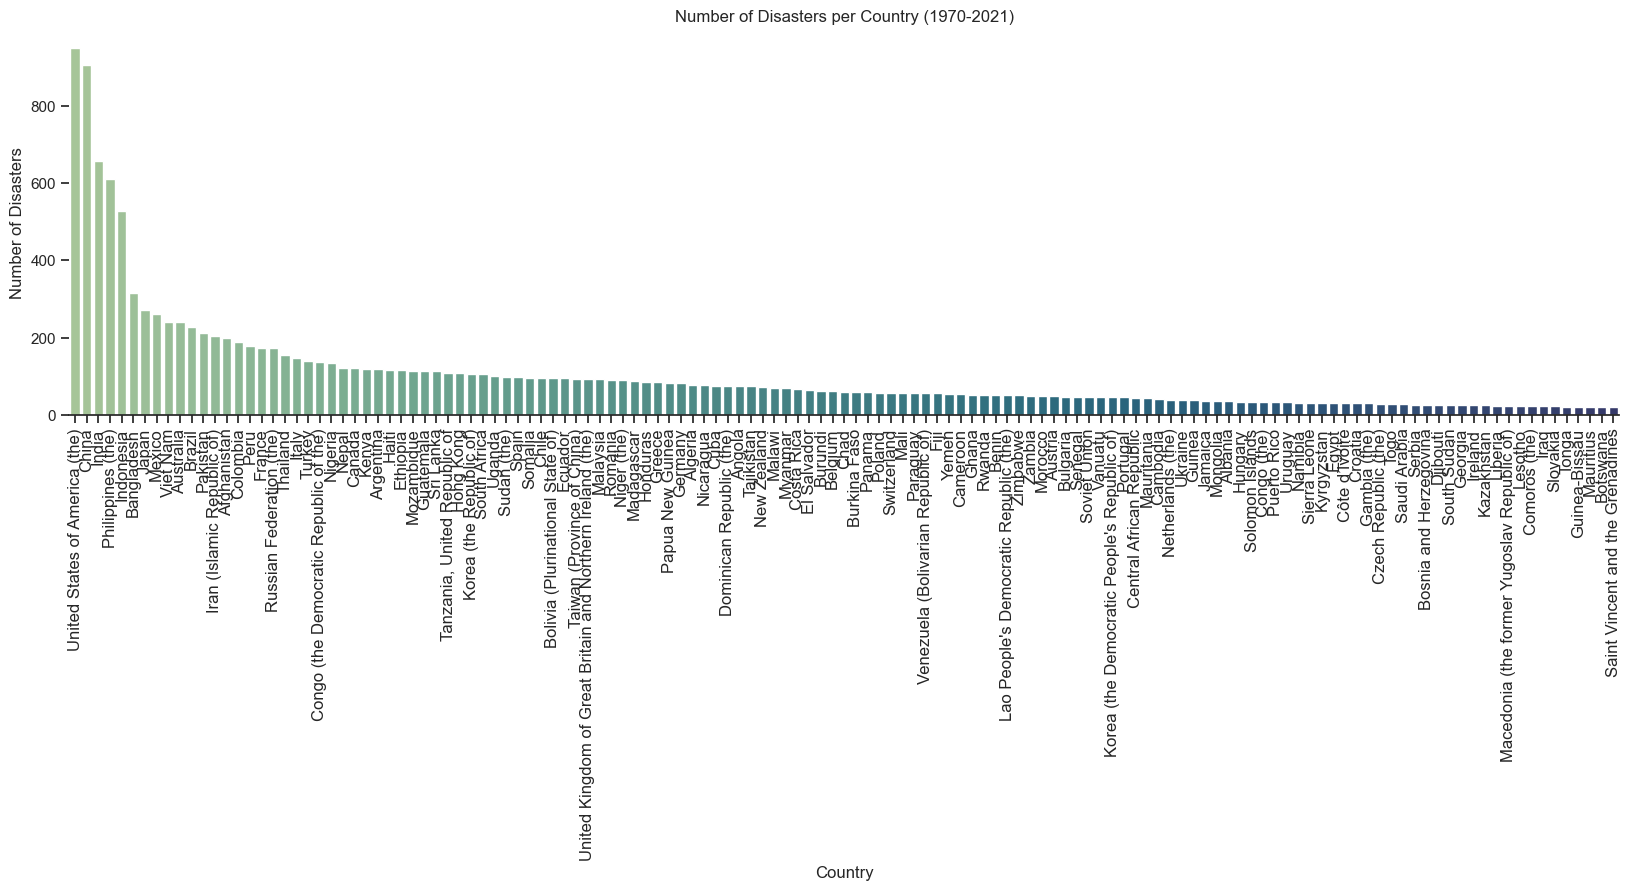 Number of Disasters per Country (1970-2021)
Number of Disasters
800
600
400
200
0
United States of America (the)
China
India
Philippines (the)
Indonesia
Bangladesh
Japan
Mexico
Viet Nam
Australia
Brazil
Pakistan
Iran (Islamic Republic of)
Afghanistan
Colombia
Peru
France
Russian Federation (the)
Thailand
Italy
Turkey
Congo (the Democratic Republic of the)
Nigeria
Nepal
Canada
Kenya
Argentina
Haiti
Ethiopia
Mozambique
Guatemala
Sri Lanka
Tanzania, United Republic of
Hong Kong
Korea (the Republic of)
South Africa
Uganda
Sudan (the)
Spain
Somalia
Chile
Bolivia (Plurinational State of)
Ecuador
Taiwan (Province of China)
United Kingdom of Great Britain and Northern Ireland (the)
Malaysia
Romania
Niger (the)
Madagascar
Honduras
Greece
Papua New Guinea
Germany
Algeria
Nicaragua
Cuba
Dominican Republic (the)
Angola
Tajikistan
New Zealand
Malawi
Myanmar
Costa Rica
El Salvador
Burundi
Belgium
Chad
Burkina Faso
Panama
Poland
Switzerland
Mali
Paraguay
Venezuela (Bolivarian Republic of)
Fiji
Yemen
Cameroon
Ghana
Rwanda
Benin
Lao People's Democratic Republic (the)
Zimbabwe
Zambia
Morocco
Austria
Bulgaria
Senegal
Soviet Union
Vanuatu
Korea (the Democratic People's Republic of)
Portugal
Central African Republic
Mauritania
Cambodia
Netherlands (the)
Ukraine
Guinea
Jamaica
Mongolia
Albania
Hungary
Solomon Islands
Congo (the)
Puerto Rico
Uruguay
Namibia
Sierra Leone
Kyrgyzstan
Egypt
Côte d'Ivoire
Croatia
Gambia (the)
Czech Republic (the)
Togo
Saudi Arabia
Serbia
Bosnia and Herzegovina
Djibouti
South Sudan
Georgia
Ireland
Kazakhstan
Liberia
Macedonia (the former Yugoslav Republic of)
Lesotho
Comoros (the)
Iraq
Slovakia
Tonga
Guinea-Bissau
Mauritius
Botswana
Saint Vincent and the Grenadines
Country